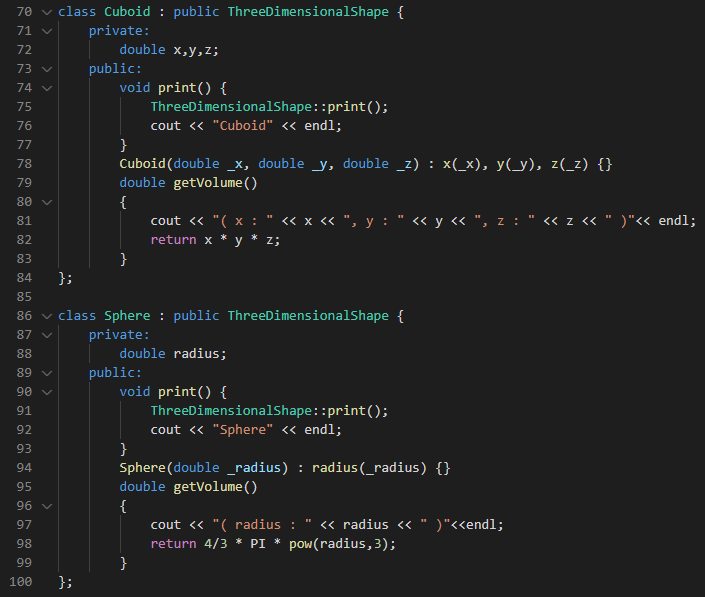 70 class Cuboid : public ThreeDimensionalShape {
71     private:
72         double x,y,z;
73     public:
74         void print() {
75             ThreeDimensionalShape::print();
76             cout << "Cuboid" << endl;
77         }
78         Cuboid(double _x, double _y, double _z) : x(_x), y(_y), z(_z) {}
79         double getVolume()
80         {
81             cout << "( x : " << x << ", y : " << y << ", z : " << z << " )"<< endl;
82             return x * y * z;
83         }
84 };
85
86 class Sphere : public ThreeDimensionalShape {
87     private:
88         double radius;
89     public:
90         void print() {
91             ThreeDimensionalShape::print();
92             cout << "Sphere" << endl;
93         }
94         Sphere(double _radius) : radius(_radius) {}
95         double getVolume()
96         {
97             cout << "( radius : " << radius << " )"<<endl;
98             return 4/3 * PI * pow(radius,3);
99         }
100 };